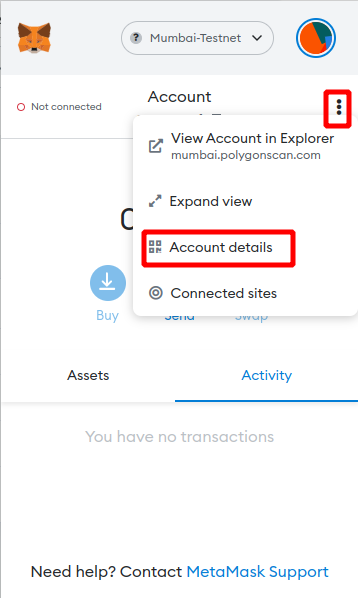 Mumbai-Testnet
Not connected
Account
View Account in Explorer
mumbai.polygonscan.com
Expand view
Account details
Connected sites
Buy
Send
Swap
Assets
Activity
You have no transactions
Need help? Contact MetaMask Support